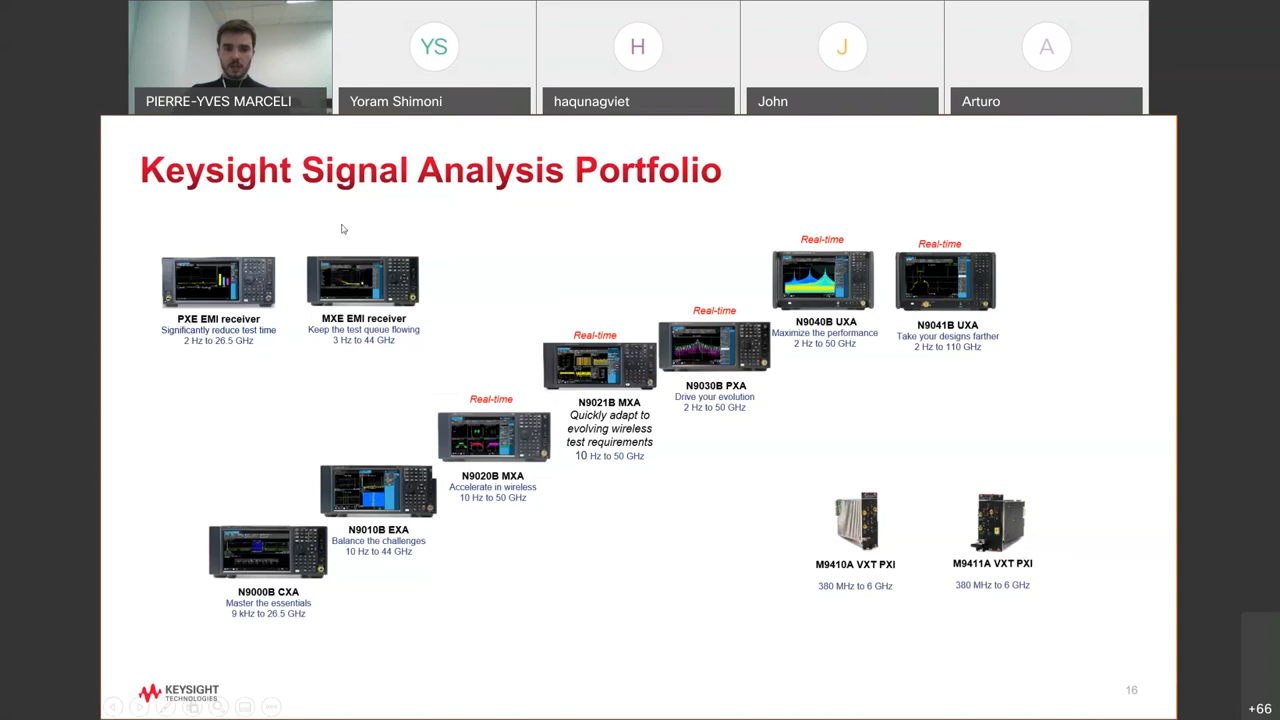 YS
H
J
A
PIERRE-YVES MARCELI
Yoram Shimoni
haqunagviet
John
Arturo
Keysight Signal Analysis Portfolio
PXE EMI receiver
Significantly reduce test time
2 Hz to 26.5 GHz
MXE EMI receiver
Keep the test queue flowing
3 Hz to 44 GHz
Real-time
N9040B UXA
Maximize the performance
2 Hz to 50 GHz
Real-time
N9041B UXA
Take your designs farther
2 Hz to 110 GHz
Real-time
N9030B PXA
Drive your evolution
2 Hz to 50 GHz
Real-time
N9021B MXA
Quickly adapt to
evolving wireless
test requirements
10 Hz to 50 GHz
Real-time
N9020B MXA
Accelerate in wireless
10 Hz to 50 GHz
N9010B EXA
Balance the challenges
10 Hz to 44 GHz
N9000B CXA
Master the essentials
9 kHz to 26.5 GHz
M9410A VXT PXI
380 MHz to 6 GHz
M9411A VXT PXI
380 MHz to 6 GHz
KEYSIGHT
TECHNOLOGIES
16
+66